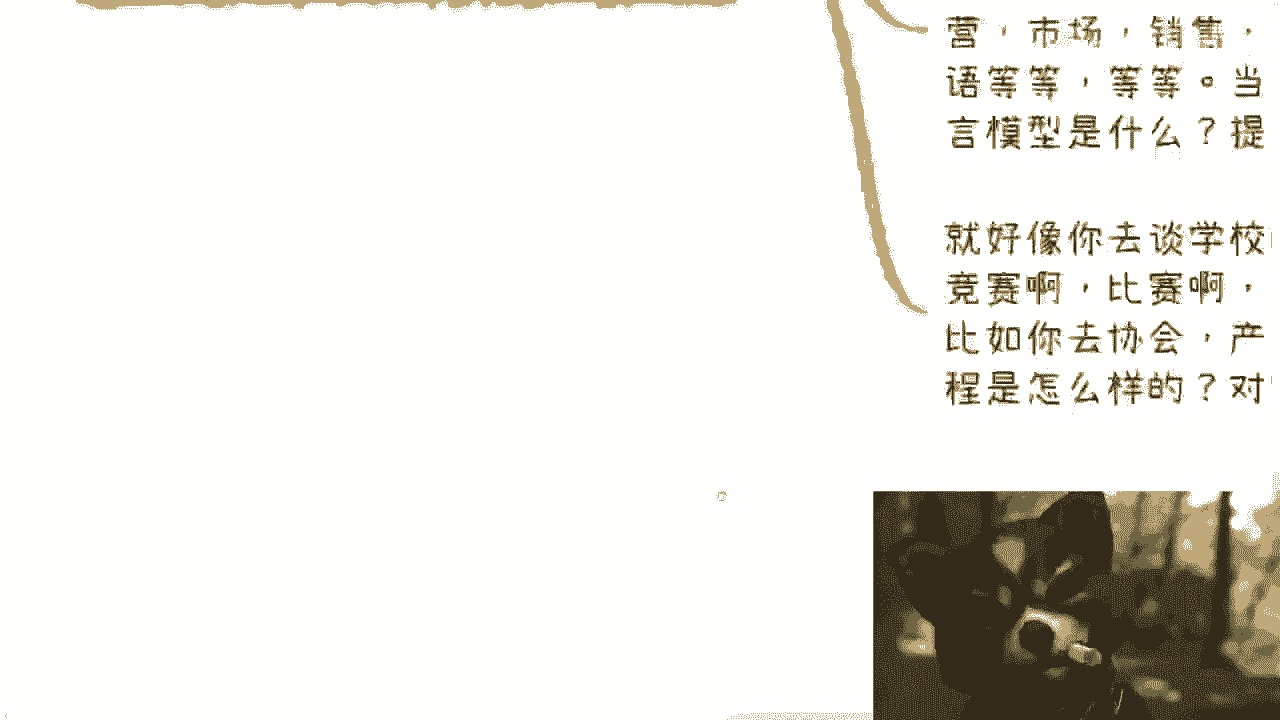 营，市场，销售，
语等等，等等。当
言模型是什么？提
就好像你去谈学校
竞赛啊，比赛啊，
比如你去协会，产
程是怎么样的？对